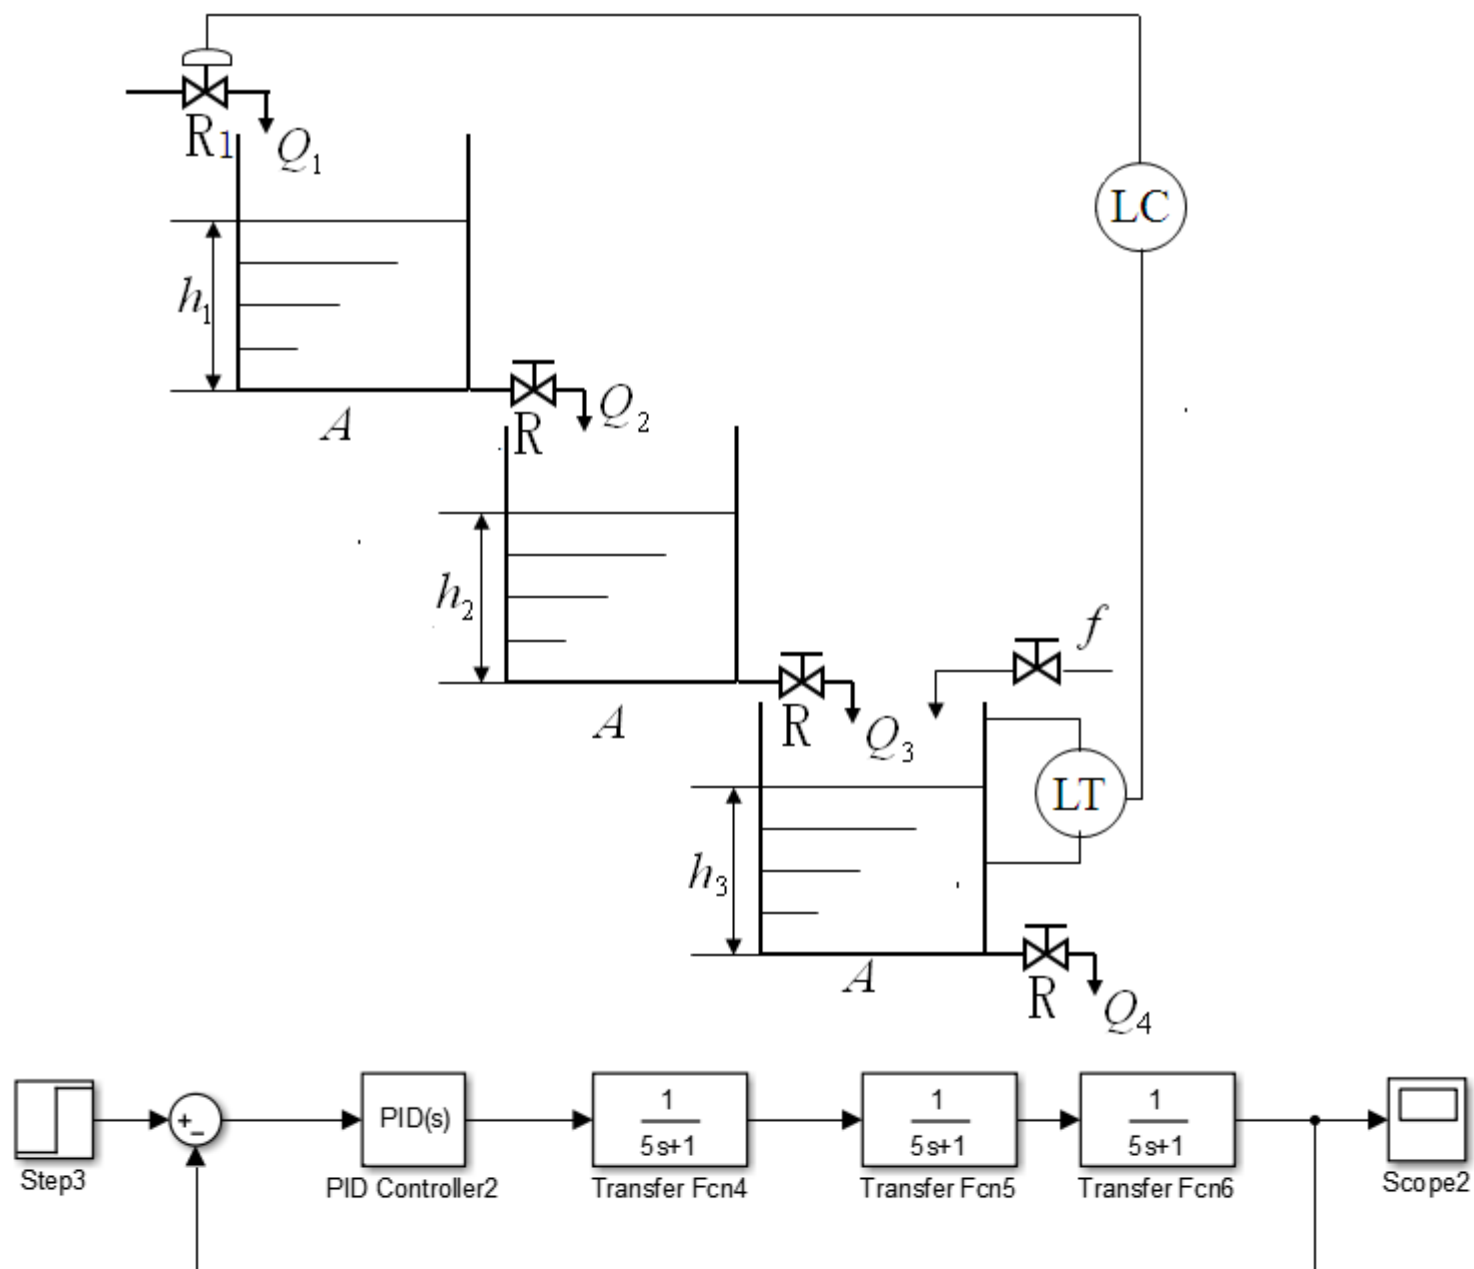 R1
Q1
LC
h1
Q2
A
R
h2
f
A
R
Q3
LT
h3
A
R
Q4
+
−
PID(s)
1
5s+1
1
5s+1
1
5s+1
Step3
PID Controller2
Transfer Fcn4
Transfer Fcn5
Transfer Fcn6
Scope2